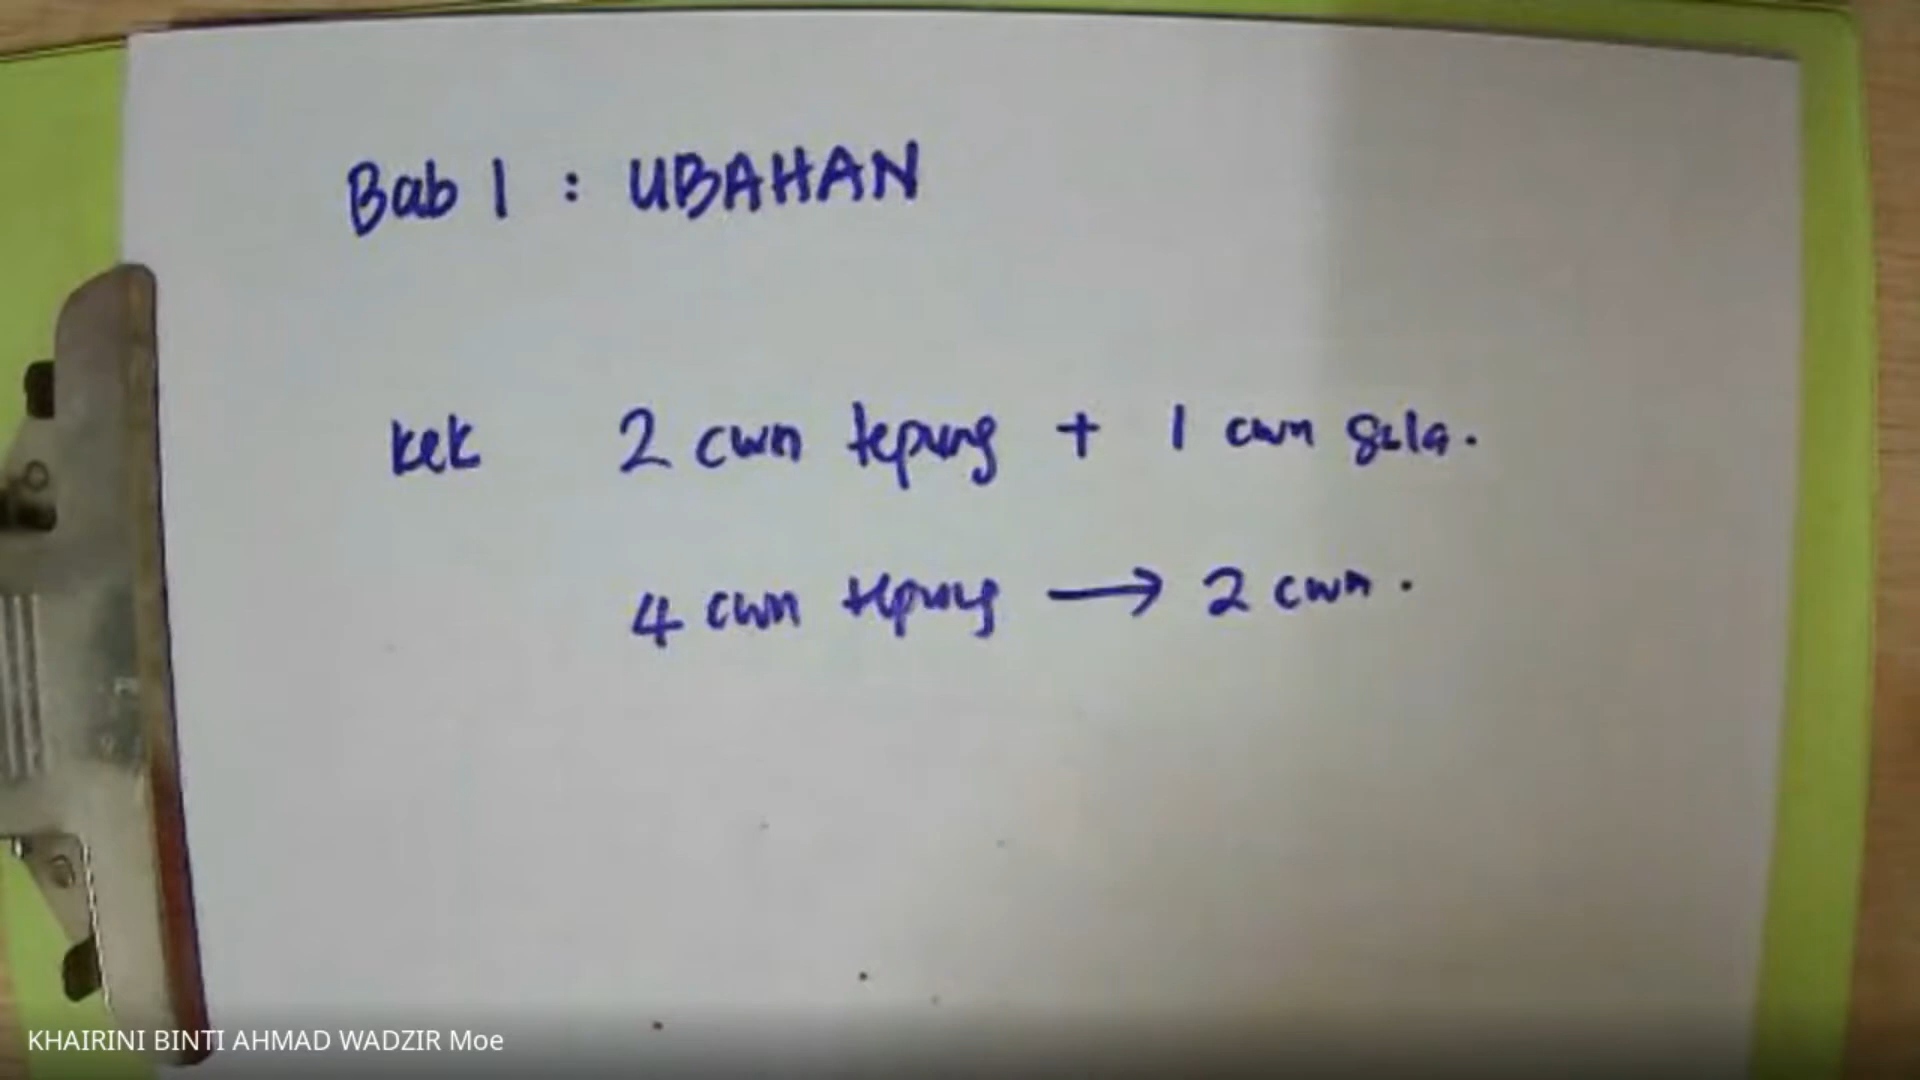 Bab 1 : UBAHAN
kek 2 cwn tepung + 1 cwn gula.
4 cwn tepung → 2 cwn.
KHAIRINI BINTI AHMAD WADZIR Moe